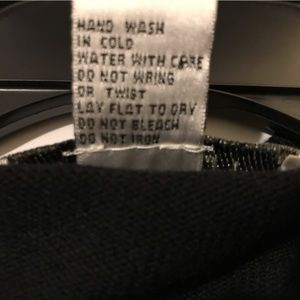 HAND WASH
IN COLD
WATER WITH CARE
DO NOT WRING
OR TWIST
LAY FLAT TO DRY
DO NOT BLEACH
DO NOT IRON